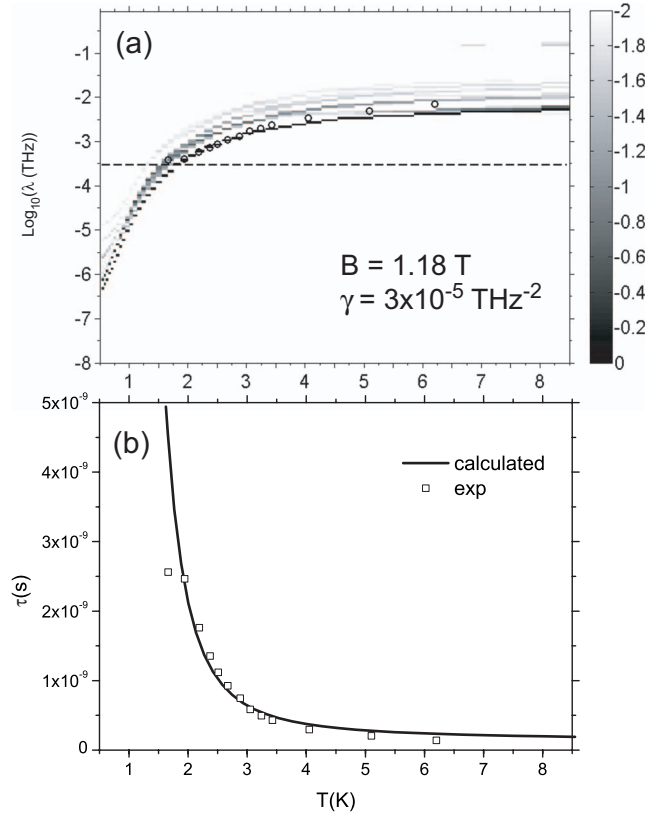 (a)
-1
-2
-3
-4
-5
-6
-7
-8
Log10(λ (THz))
B = 1.18 T
γ = 3x10⁻⁵ THz⁻²
1 2 3 4 5 6 7 8
-2
-1.8
-1.6
-1.4
-1.2
-1
-0.8
-0.6
-0.4
-0.2
0
(b)
5x10⁻⁹
4x10⁻⁹
3x10⁻⁹
2x10⁻⁹
1x10⁻⁹
0
τ(s)
calculated
exp
1 2 3 4 5 6 7 8
T(K)